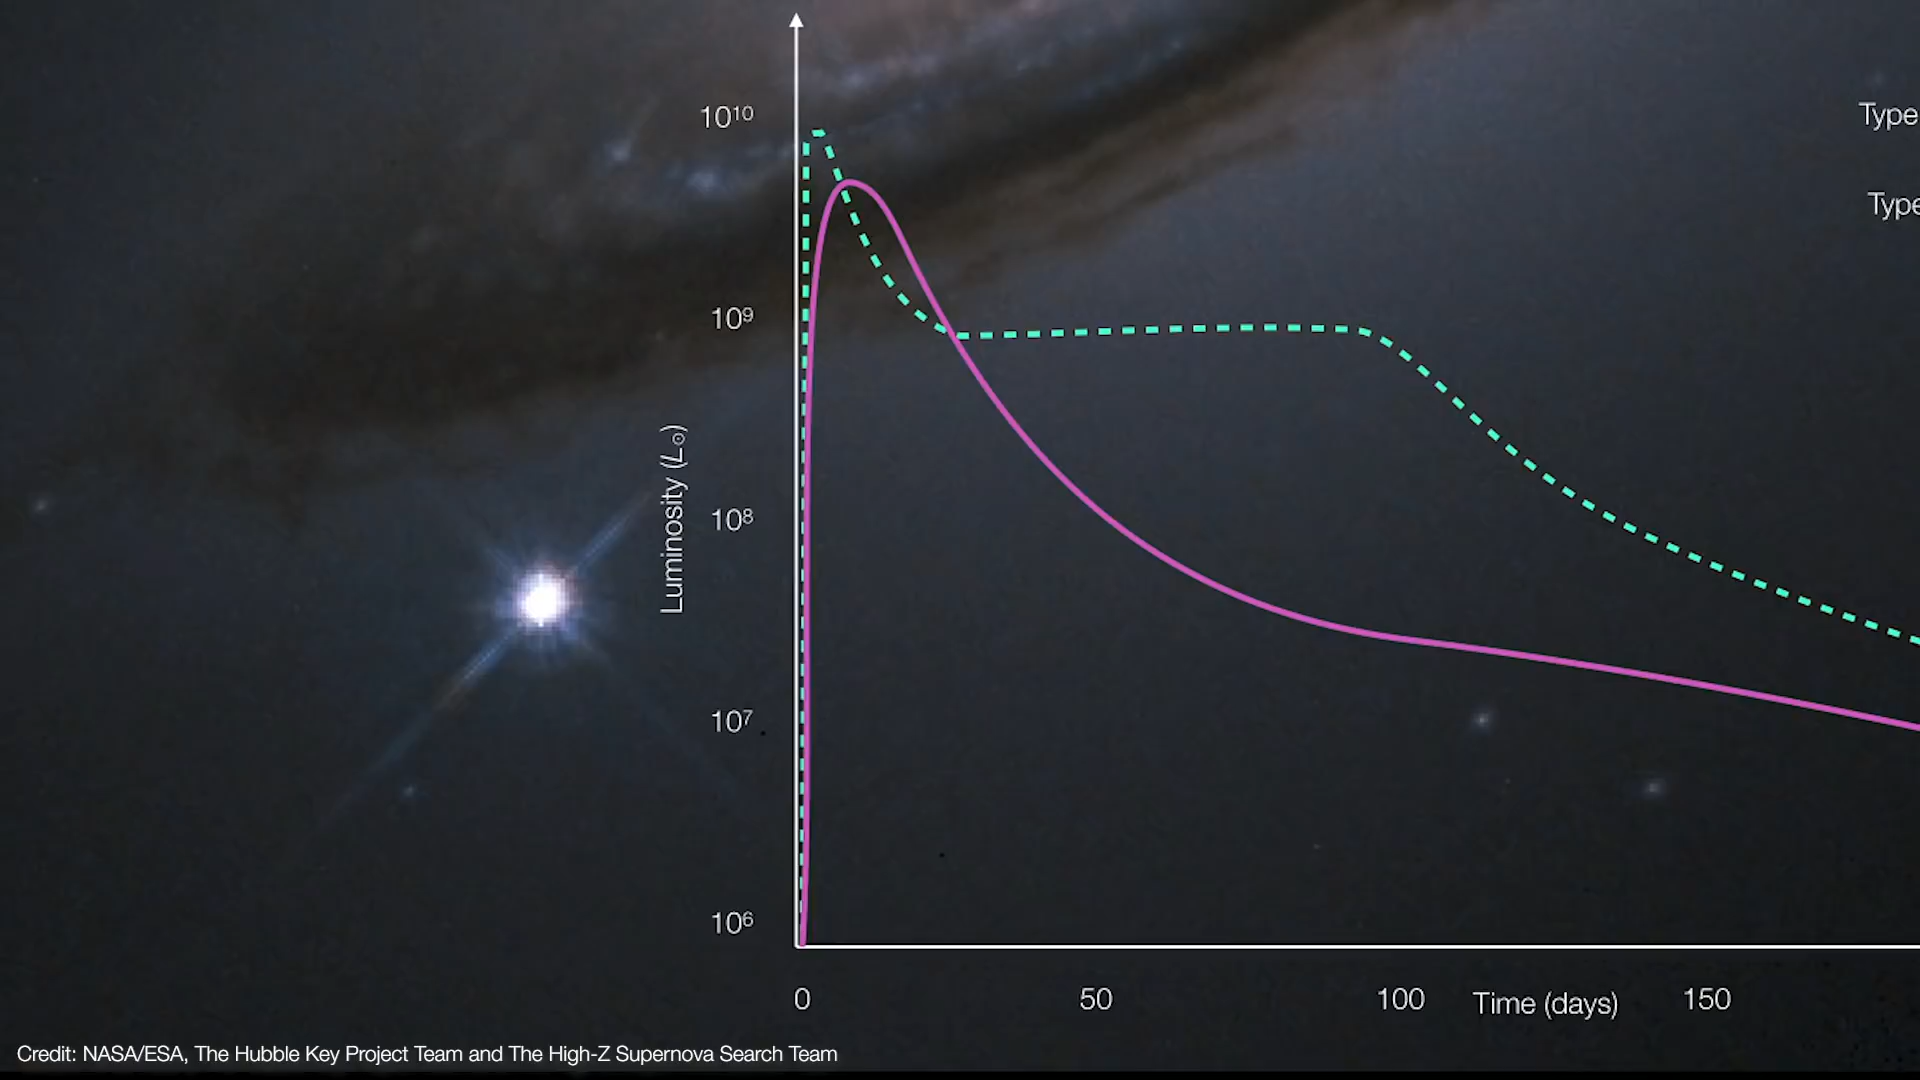 10¹⁰
Type
10⁹
Type
10⁸
Luminosity (L☉)
10⁷
10⁶
0 50 100 150
Time (days)
Credit: NASA/ESA, The Hubble Key Project Team and The High-Z Supernova Search Team